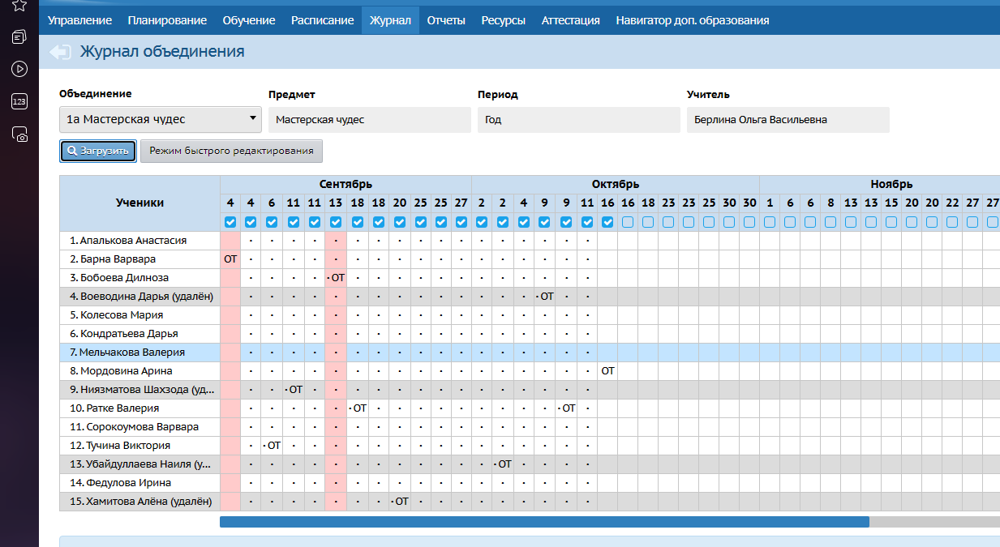 123
Управление Планирование Обучение Расписание Журнал Отчеты Ресурсы Аттестация Навигатор доп. образования
Журнал объединения
Объединение Предмет Период Учитель
1а Мастерская чудес Мастерская чудес Год Берлина Ольга Васильевна
Загрузить Режим быстрого редактирования
Ученики Сентябрь Октябрь Ноябрь
4 4 6 11 11 13 18 18 20 25 25 27 2 2 4 9 9 11 16 16 18 23 23 25 30 30 1 6 6 8 13 13 15 20 20 22 27 27
1. Апалькова Анастасия · · · · · · · · · · · · · · · · ·
2. Барна Варвара ОТ · · · · · · · · · · · · · · · · ·
3. Бобоева Дилноза · · · · ·ОТ · · · · · · · · · · · ·
4. Воеводина Дарья (удалён) · · · · · · · · · · · · · · ·ОТ · ·
5. Колесова Мария · · · · · · · · · · · · · · · · ·
6. Кондратьева Дарья · · · · · · · · · · · · · · · · ·
7. Мельчакова Валерия · · · · · · · · · · · · · · · · ·
8. Мордовина Арина · · · · · · · · · · · · · · · · · ОТ
9. Ниязматова Шахзода (уд... · · ·ОТ · · · · · · · · · · · · · ·
10. Ратке Валерия · · · · · ·ОТ · · · · · · · · · ·ОТ ·
11. Сорокоумова Варвара · · · · · · · · · · · · · · · · ·
12. Тучина Виктория · ·ОТ · · · · · · · · · · · · · · ·
13. Убайдуллаева Наиля (у... · · · · · · · · · · · · ·ОТ · · · ·
14. Федулова Ирина · · · · · · · · · · · · · · · · ·
15. Хамитова Алёна (удалён) · · · · · · · ·ОТ · · · · · · · · ·